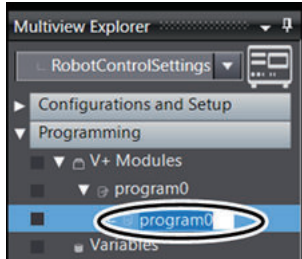 Multiview Explorer
RobotControlSettings
Configurations and Setup
Programming
V+ Modules
program0
program0
Variables